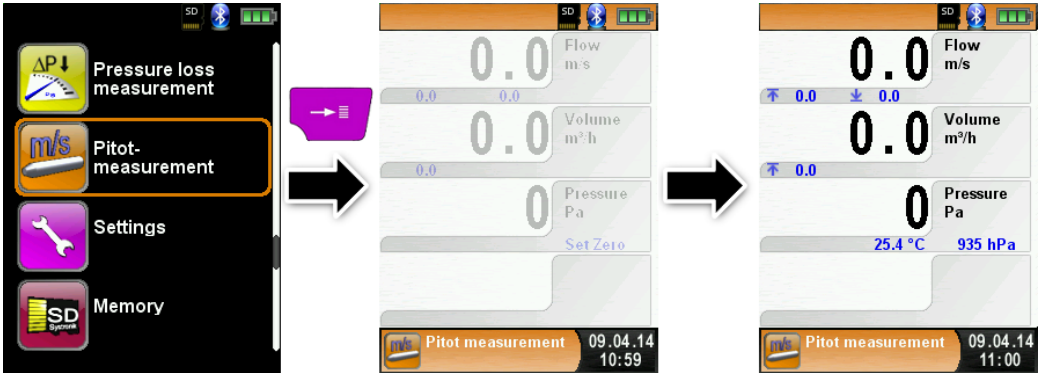 SD
ΔP
Pa
Pressure loss
measurement
m/s
Pitot-
measurement
Settings
SD
Systronik
Memory
SD
0.0
Flow
m/s
0.0 0.0
0.0
Volume
m³/h
0.0
0
Pressure
Pa
Set Zero
m/s
Pitot measurement
09.04.14
10:59
SD
0.0
Flow
m/s
0.0 0.0
0.0
Volume
m³/h
0.0
0
Pressure
Pa
25.4 °C 935 hPa
m/s
Pitot measurement
09.04.14
11:00